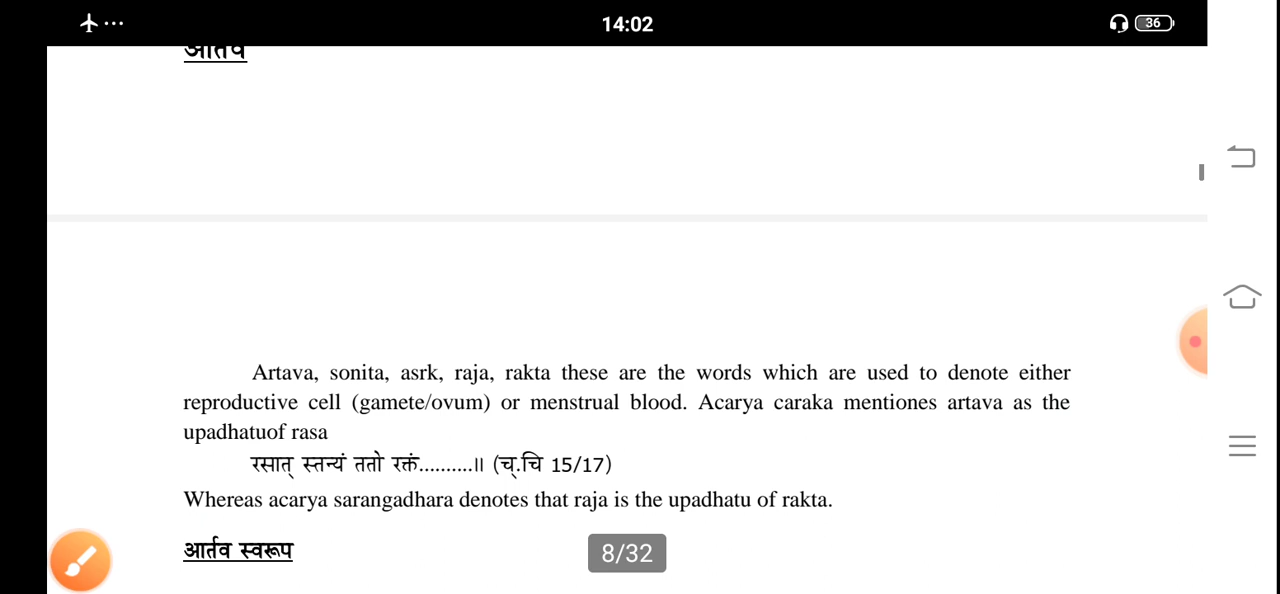 14:02
36
आर्तव
Artava, sonita, asrk, raja, rakta these are the words which are used to denote either
reproductive cell (gamete/ovum) or menstrual blood. Acarya caraka mentiones artava as the
upadhatuof rasa
रसात् स्तन्यं ततो रक्तं..........॥ (च्.चि 15/17)
Whereas acarya sarangadhara denotes that raja is the upadhatu of rakta.
आर्तव स्वरूप
8/32